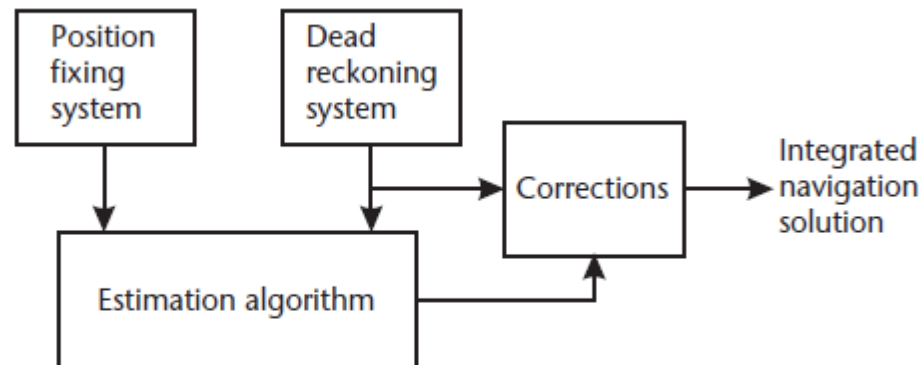 Position
fixing
system
Dead
reckoning
system
Corrections
Integrated
navigation
solution
Estimation algorithm